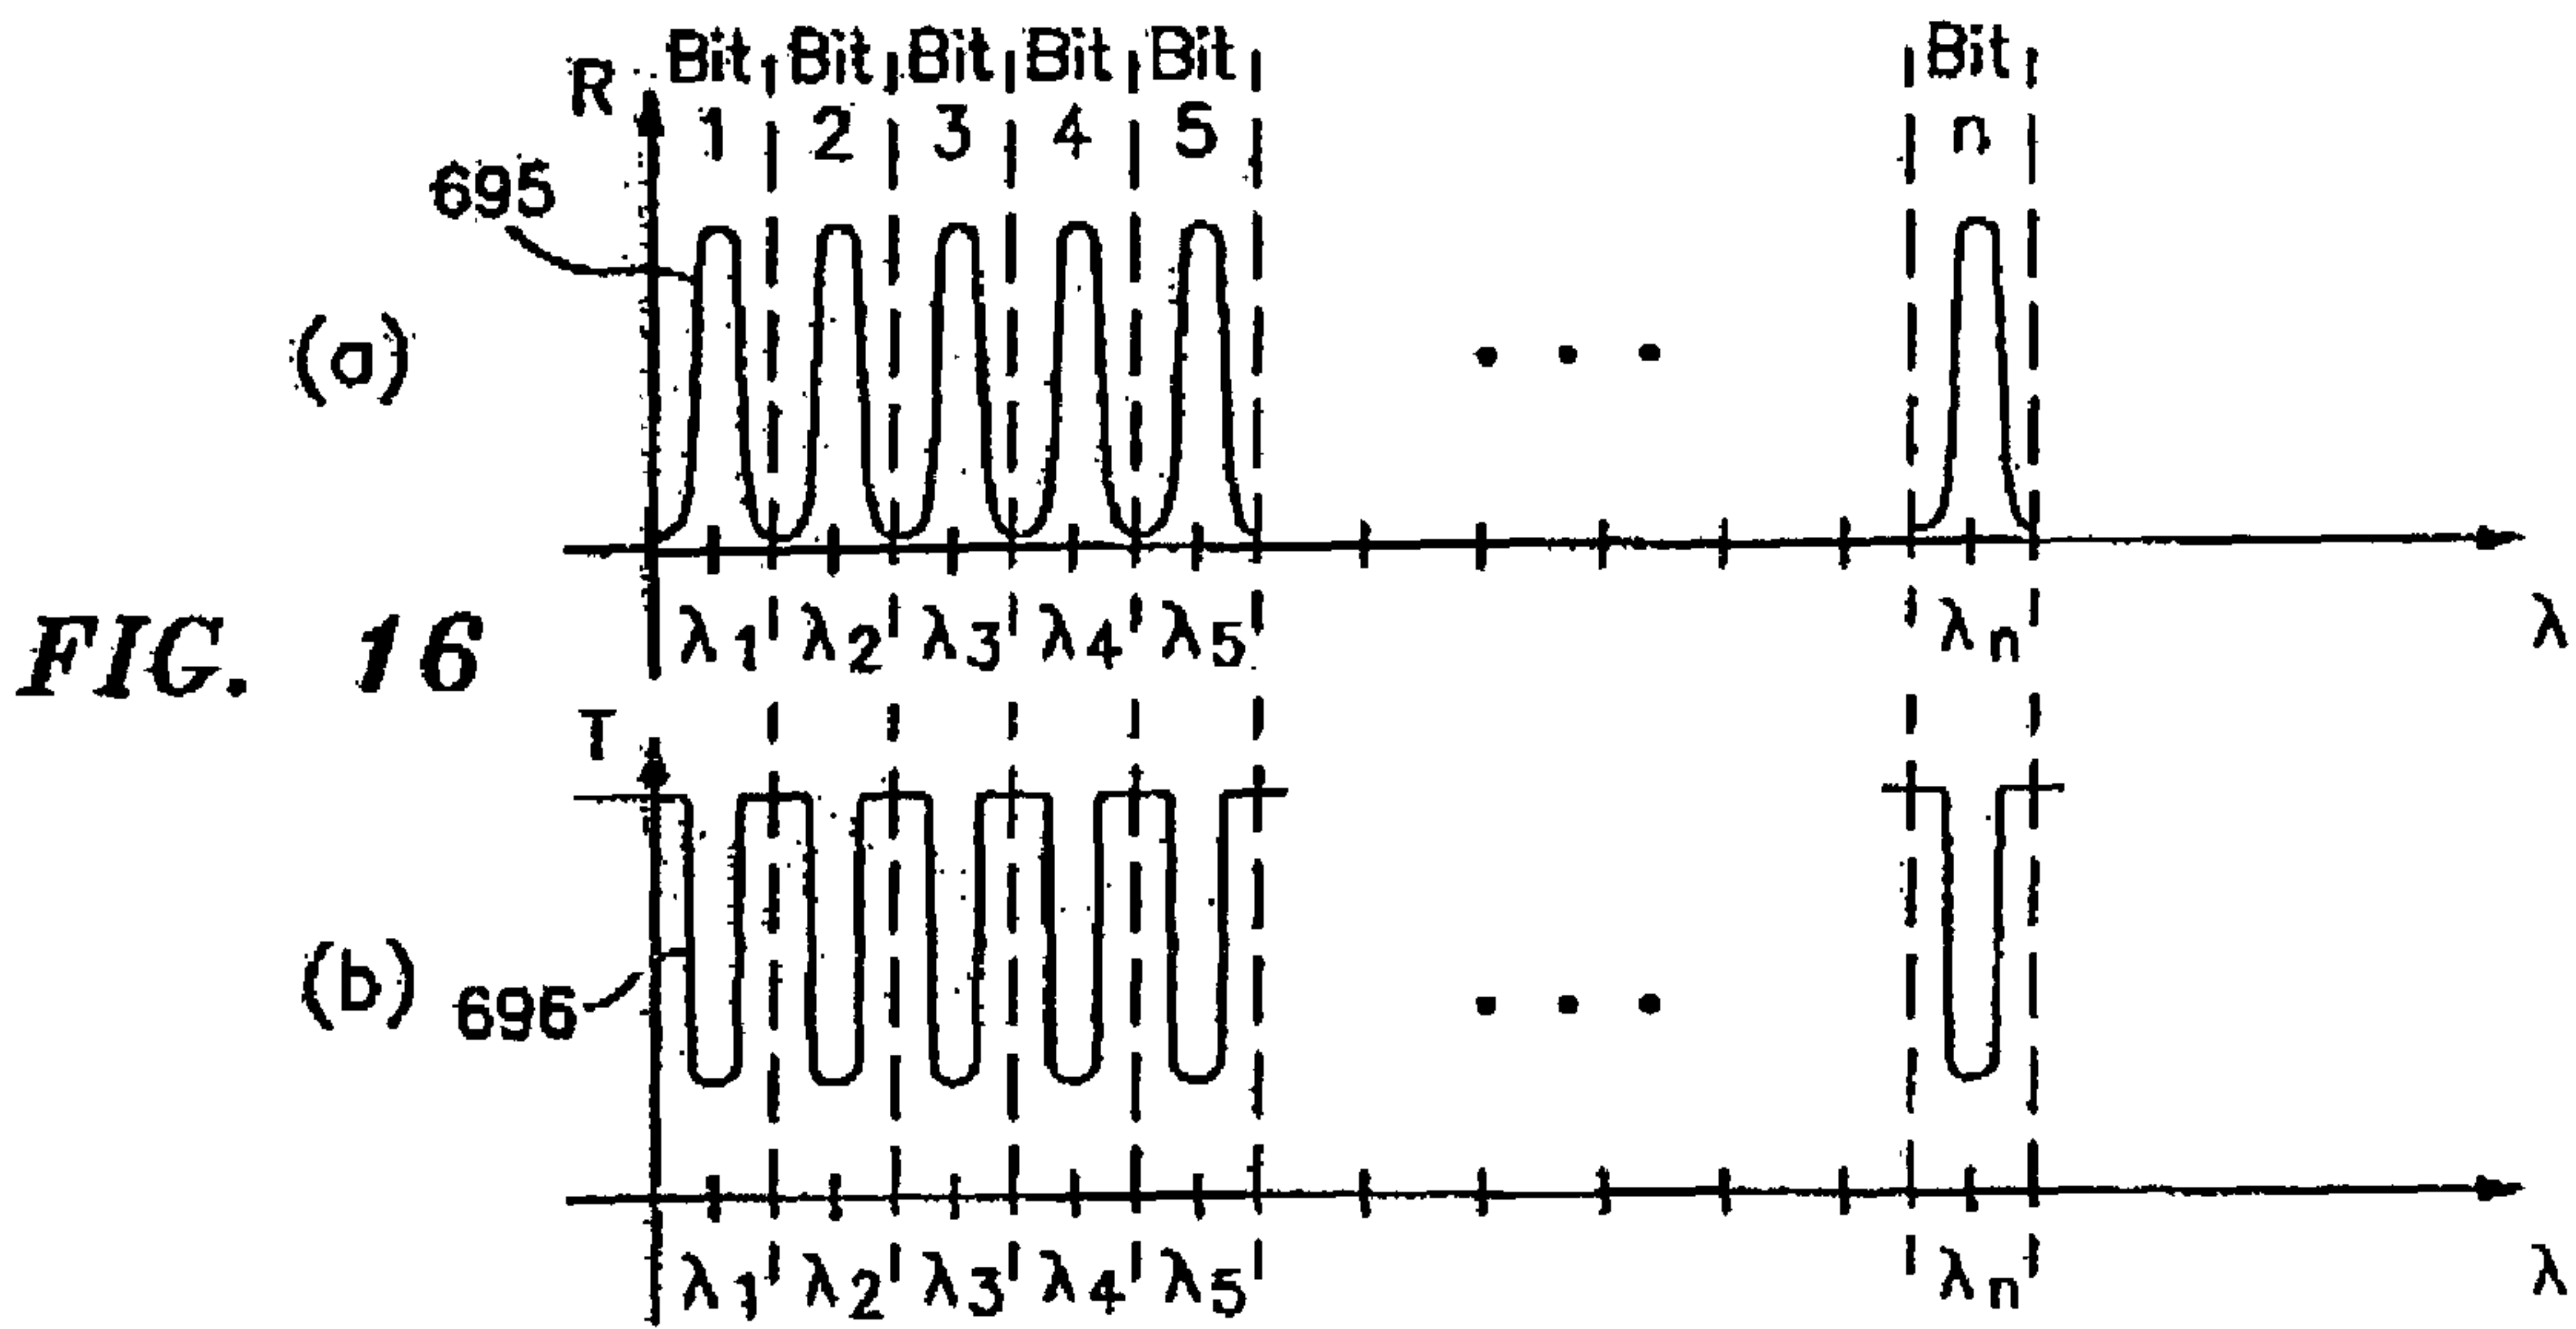 R Bit Bit Bit Bit Bit Bit
1 2 3 4 5 n
695
(a)
λ1 λ2 λ3 λ4 λ5 λn λ
FIG. 16
T
(b) 696
λ1 λ2 λ3 λ4 λ5 λn λ